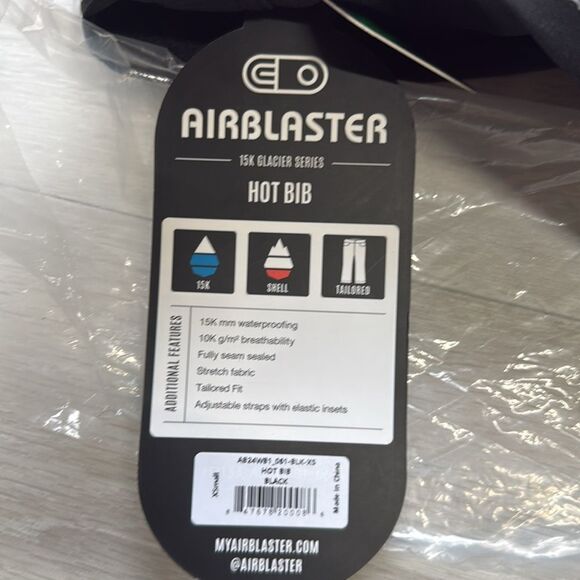 AIRBLASTER
15K GLACIER SERIES
HOT BIB
15K
SHELL
TAILORED
ADDITIONAL FEATURES
15K mm waterproofing
10K g/m² breathability
Fully seam sealed
Stretch fabric
Tailored Fit
Adjustable straps with elastic insets
XSmall
HOT BIB
BLACK
Made in China
MYAIRBLASTER.COM
@AIRBLASTER